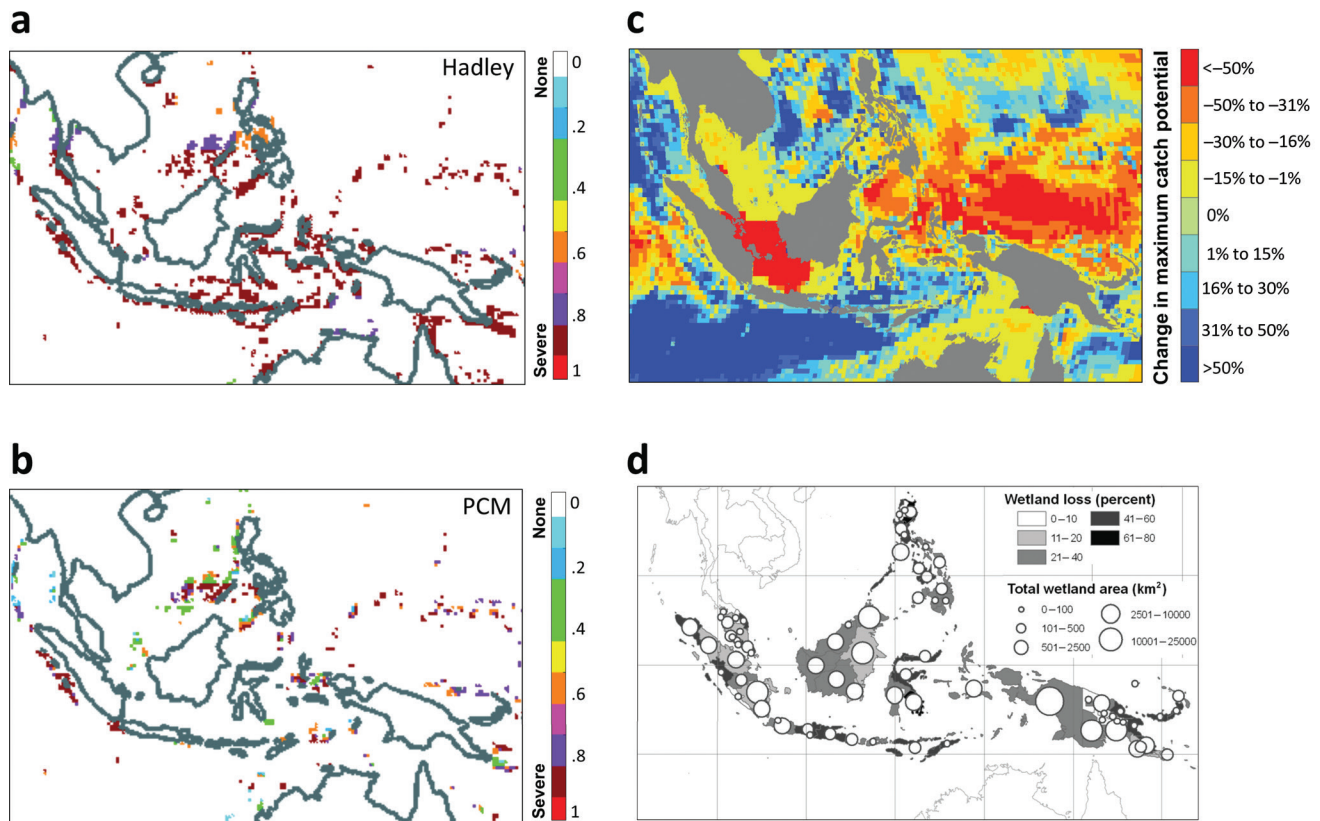 a
Hadley
None
0
.2
.4
.6
.8
1
Severe
b
PCM
None
0
.2
.4
.6
.8
1
Severe
c
Change in maximum catch potential
<–50%
–50% to –31%
–30% to –16%
–15% to –1%
0%
1% to 15%
16% to 30%
31% to 50%
>50%
d
Wetland loss (percent)
0–10
41–60
11–20
61–80
21–40
Total wetland area (km²)
0–100
2501–10000
101–500
501–2500
10001–25000